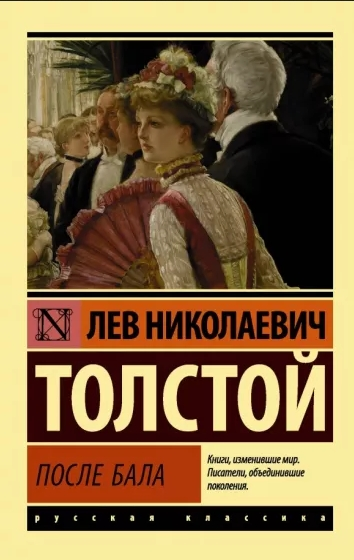 ЛЕВ НИКОЛАЕВИЧ
ТОЛСТОЙ
ПОСЛЕ БАЛА
Книги, изменившие мир.
Писатели, объединившие
поколения.
русская классика